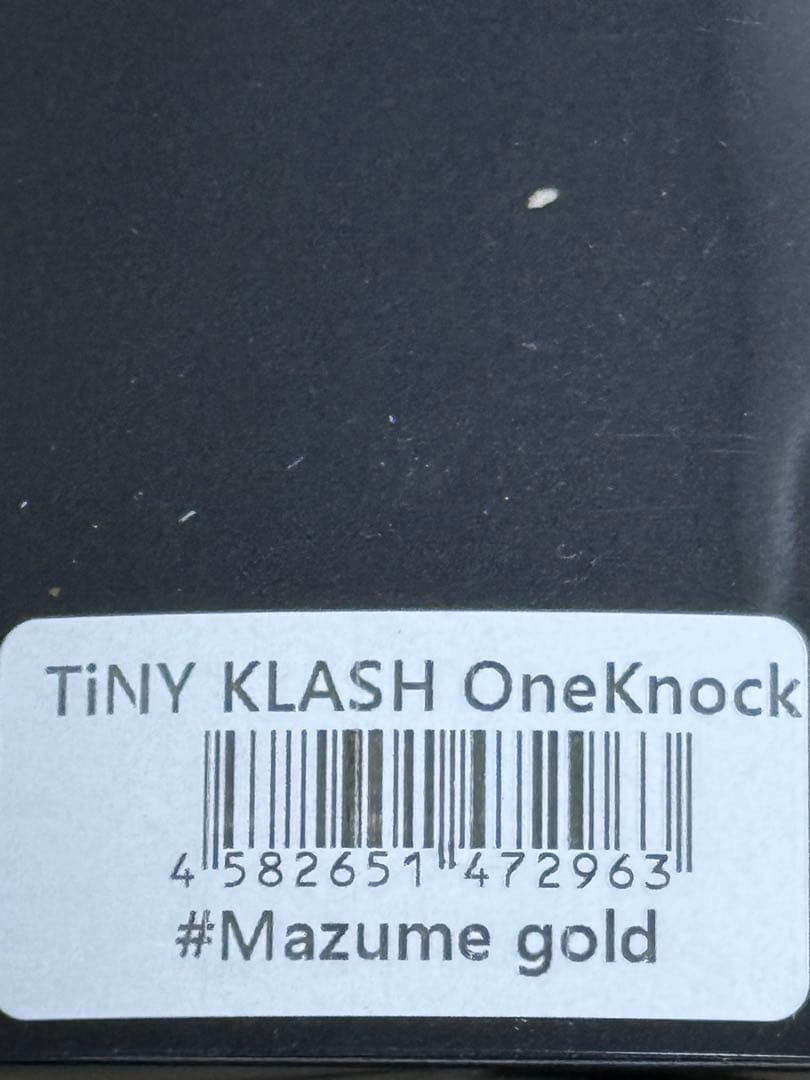 TiNY KLASH OneKnock
4 582651 472963
#Mazume gold